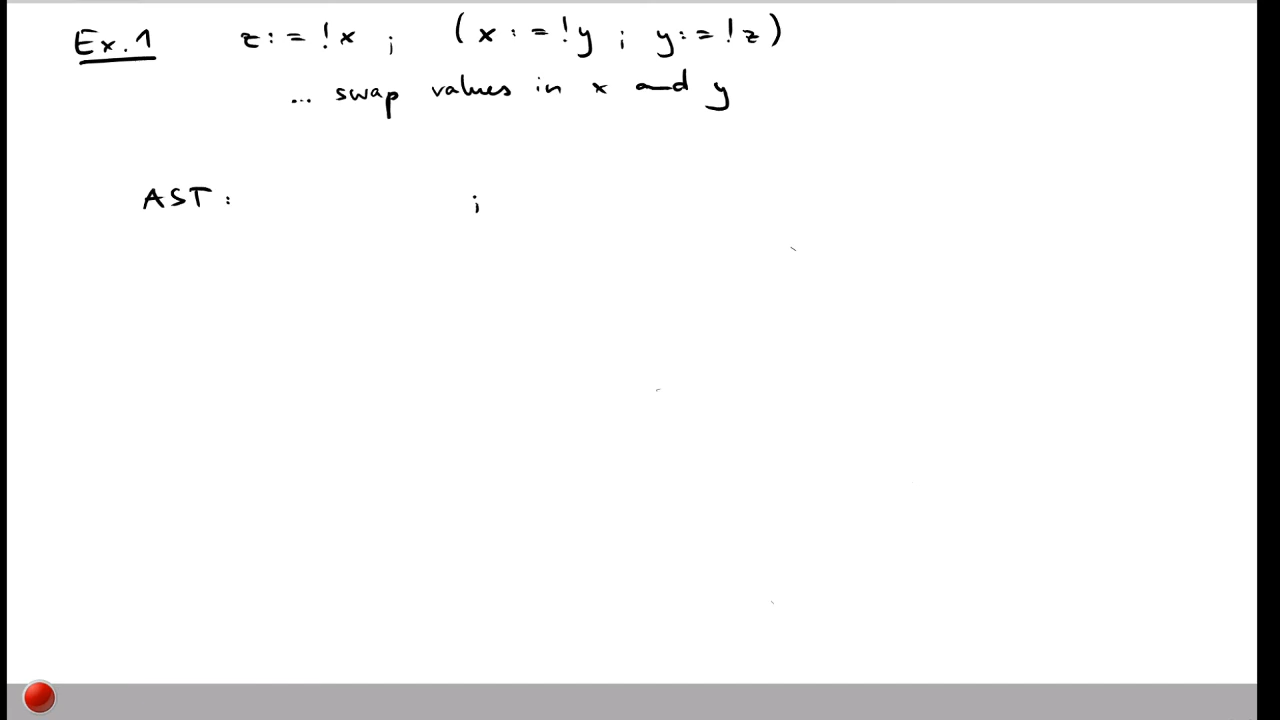 Ex. 1 z := !x ; (x := !y ; y := !z)
... swap values in x and y
AST : ;